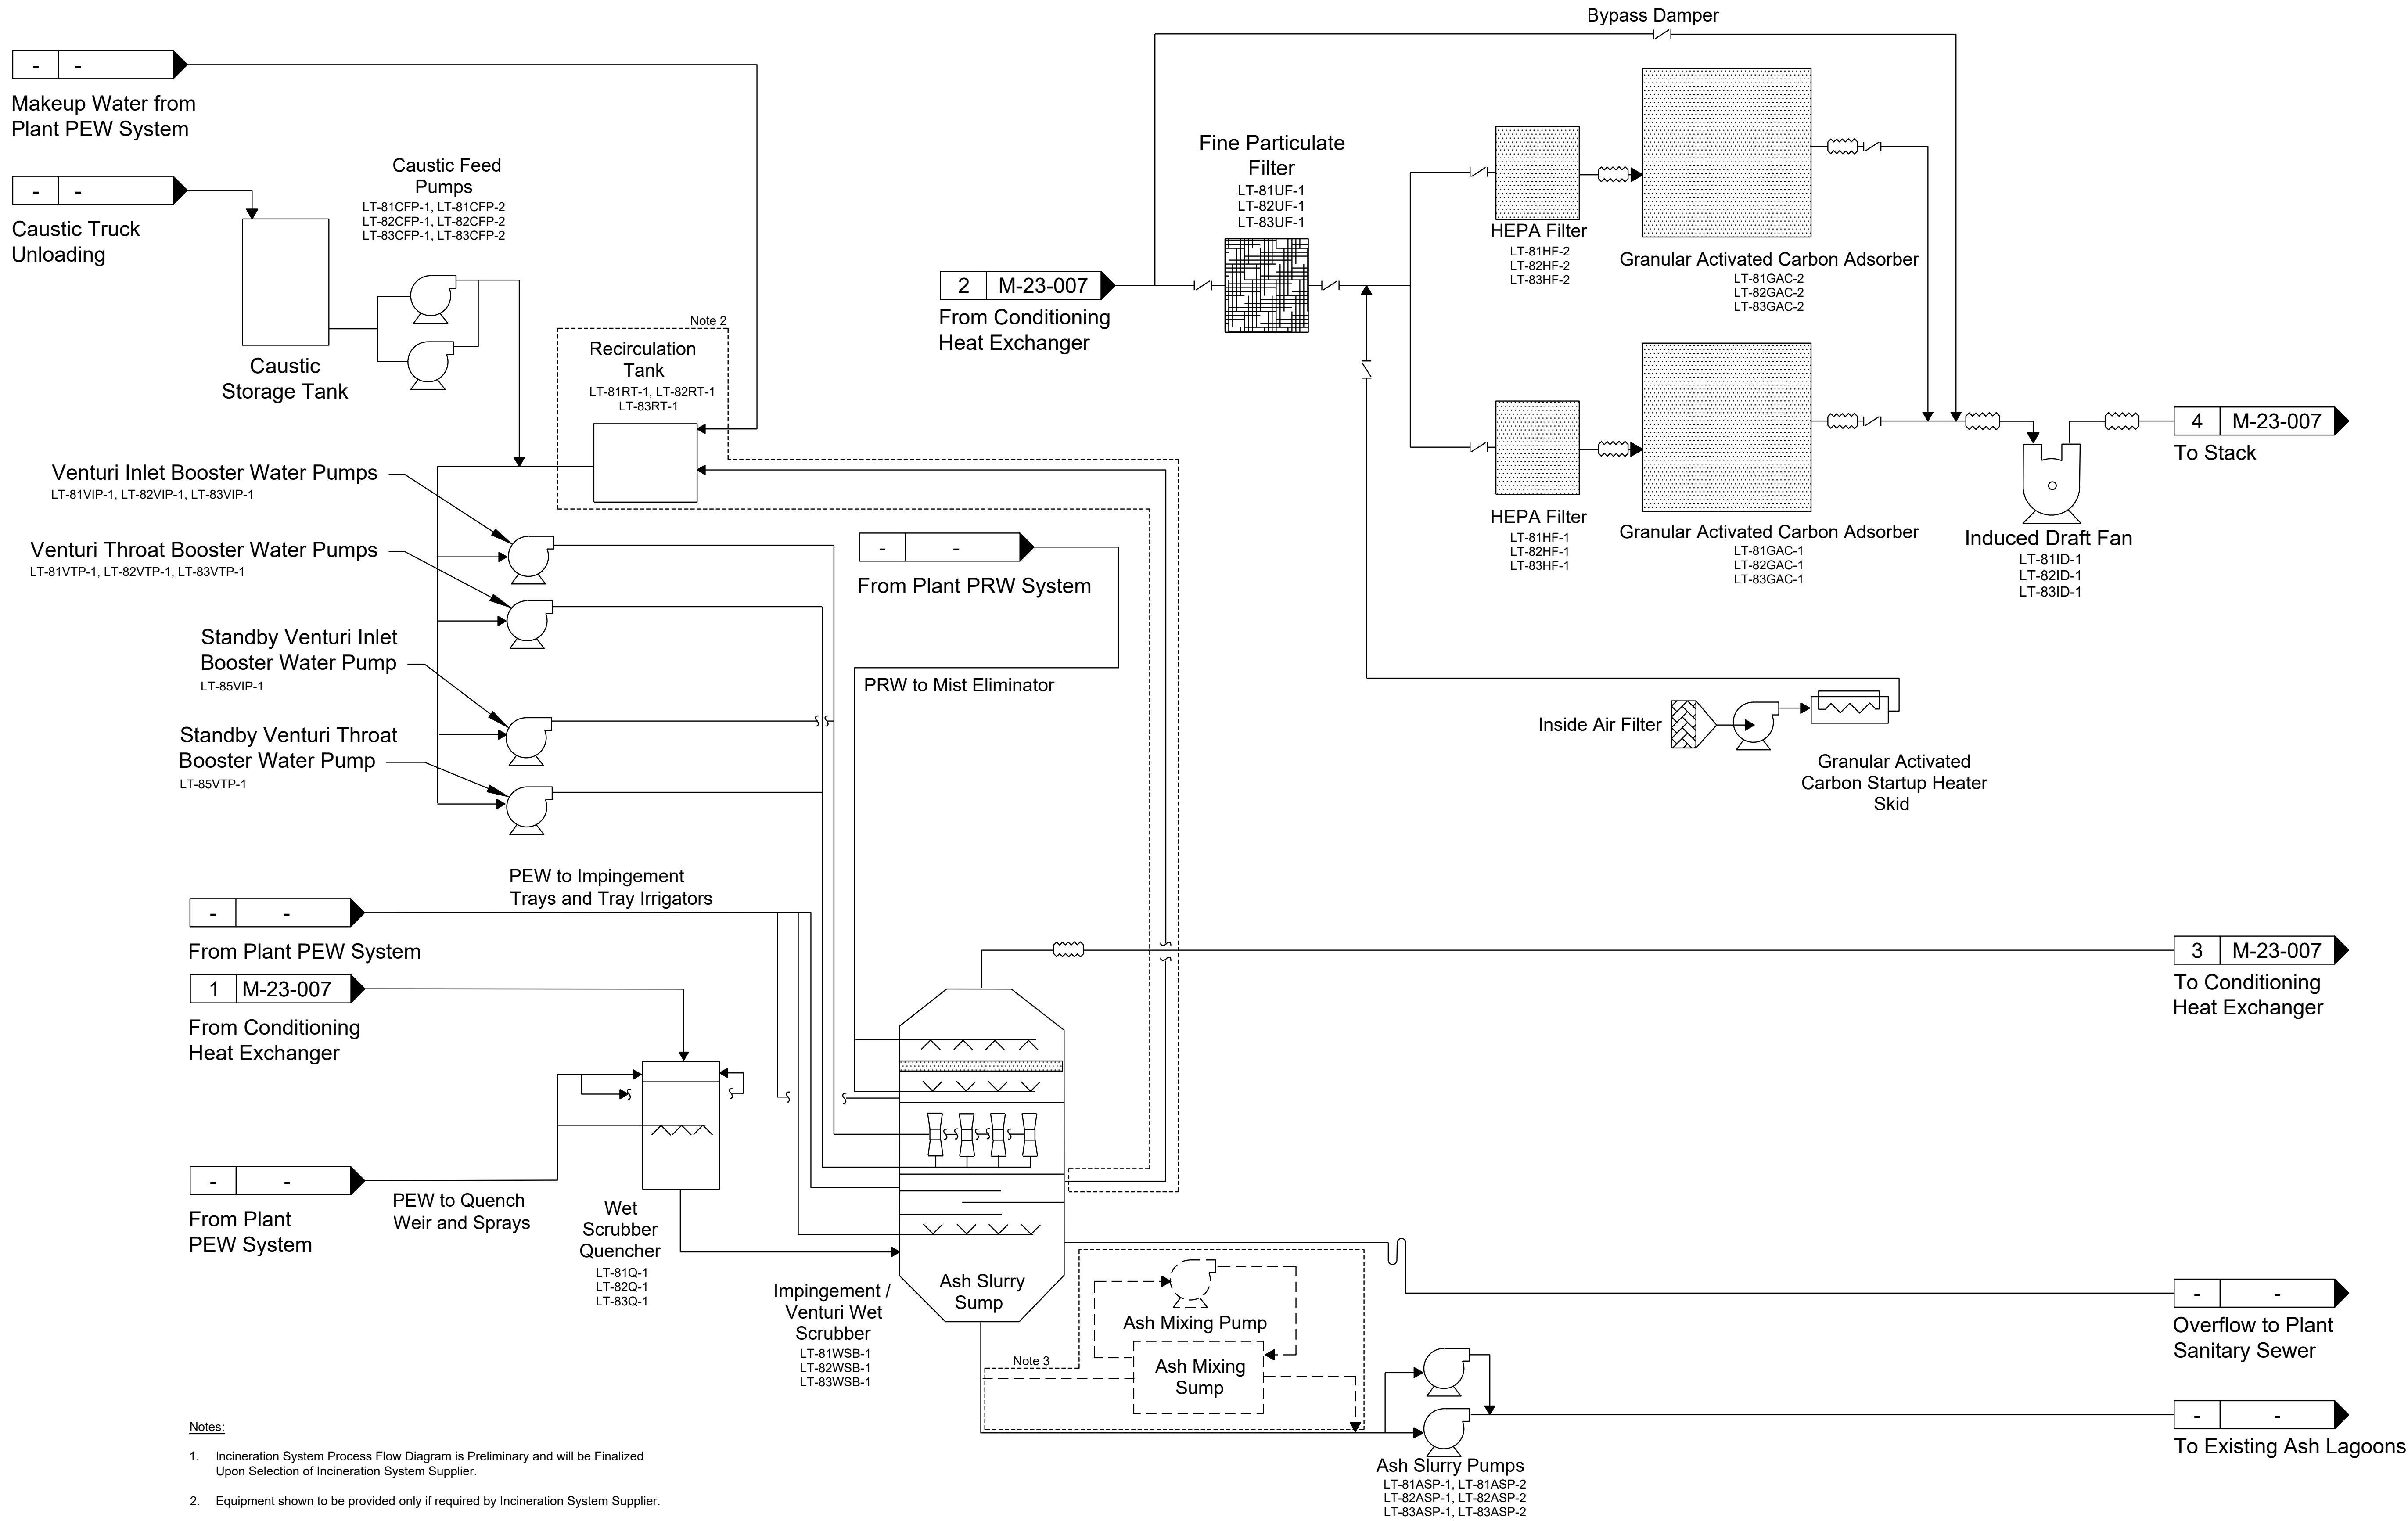 Bypass Damper
- -
Makeup Water from
Plant PEW System
- -
Caustic Truck
Unloading
Caustic Feed
Pumps
LT-81CFP-1, LT-81CFP-2
LT-82CFP-1, LT-82CFP-2
LT-83CFP-1, LT-83CFP-2
Caustic
Storage Tank
Note 2
Recirculation
Tank
LT-81RT-1, LT-82RT-1
LT-83RT-1
2 M-23-007
From Conditioning
Heat Exchanger
Fine Particulate
Filter
LT-81UF-1
LT-82UF-1
LT-83UF-1
HEPA Filter
LT-81HF-2
LT-82HF-2
LT-83HF-2
Granular Activated Carbon Adsorber
LT-81GAC-2
LT-82GAC-2
LT-83GAC-2
HEPA Filter
LT-81HF-1
LT-82HF-1
LT-83HF-1
Granular Activated Carbon Adsorber
LT-81GAC-1
LT-82GAC-1
LT-83GAC-1
4 M-23-007
To Stack
Induced Draft Fan
LT-81ID-1
LT-82ID-1
LT-83ID-1
Venturi Inlet Booster Water Pumps
LT-81VIP-1, LT-82VIP-1, LT-83VIP-1
Venturi Throat Booster Water Pumps
LT-81VTP-1, LT-82VTP-1, LT-83VTP-1
Standby Venturi Inlet
Booster Water Pump
LT-85VIP-1
Standby Venturi Throat
Booster Water Pump
LT-85VTP-1
- -
From Plant PRW System
PRW to Mist Eliminator
Inside Air Filter
Granular Activated
Carbon Startup Heater
Skid
PEW to Impingement
Trays and Tray Irrigators
- -
From Plant PEW System
1 M-23-007
From Conditioning
Heat Exchanger
3 M-23-007
To Conditioning
Heat Exchanger
- -
From Plant
PEW System
PEW to Quench
Weir and Sprays
Wet
Scrubber
Quencher
LT-81Q-1
LT-82Q-1
LT-83Q-1
Impingement /
Venturi Wet
Scrubber
LT-81WSB-1
LT-82WSB-1
LT-83WSB-1
Ash Slurry
Sump
Ash Mixing Pump
Note 3
Ash Mixing
Sump
- -
Overflow to Plant
Sanitary Sewer
- -
To Existing Ash Lagoons
Ash Slurry Pumps
LT-81ASP-1, LT-81ASP-2
LT-82ASP-1, LT-82ASP-2
LT-83ASP-1, LT-83ASP-2
Notes:
1. Incineration System Process Flow Diagram is Preliminary and will be Finalized
Upon Selection of Incineration System Supplier.
2. Equipment shown to be provided only if required by Incineration System Supplier.